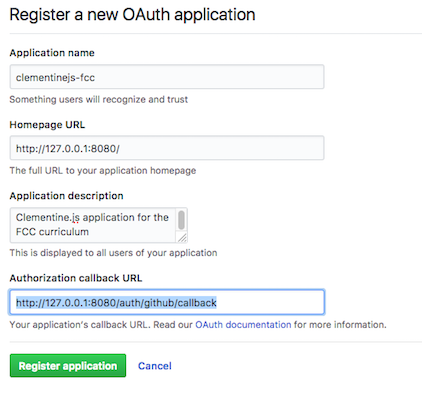 Register a new OAuth application
Application name
clementinejs-fcc
Something users will recognize and trust
Homepage URL
http://127.0.0.1:8080/
The full URL to your application homepage
Application description
Clementine.js application for the
FCC curriculum
This is displayed to all users of your application
Authorization callback URL
http://127.0.0.1:8080/auth/github/callback
Your application's callback URL. Read our OAuth documentation for more information.
Register application Cancel